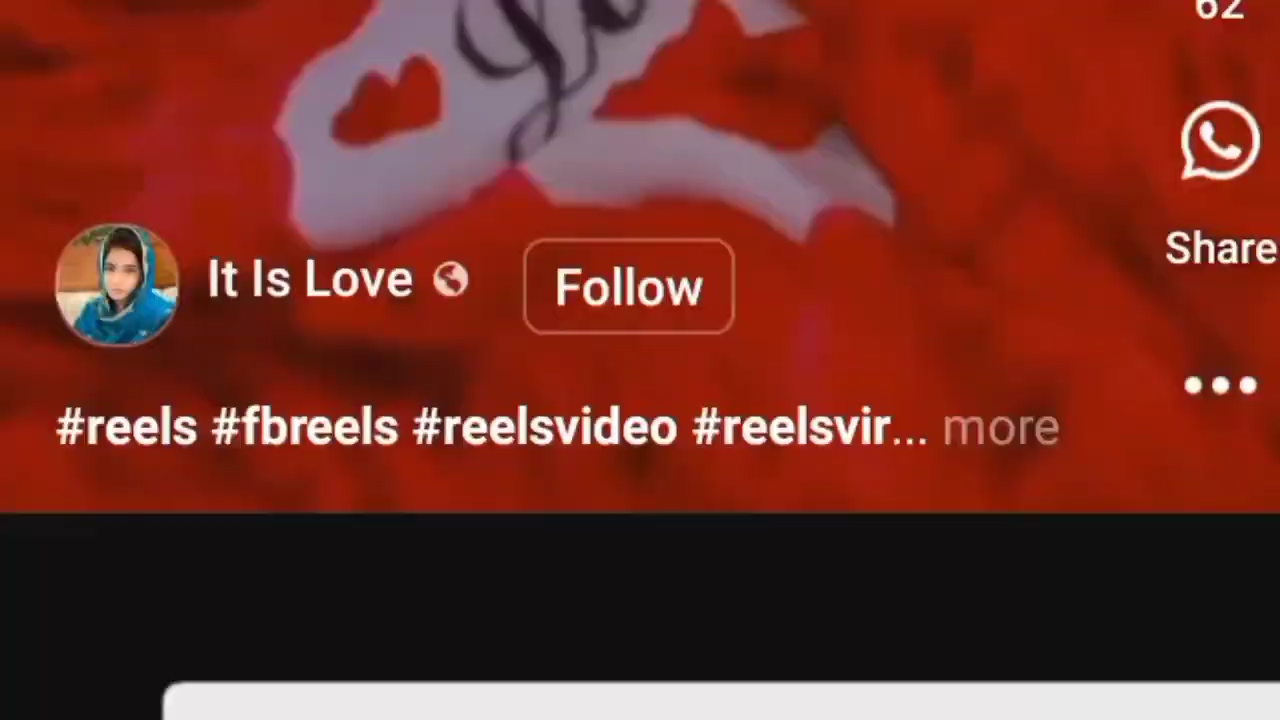 62
It Is Love
Follow
Share
#reels #fbreels #reelsvideo #reelsvir... more